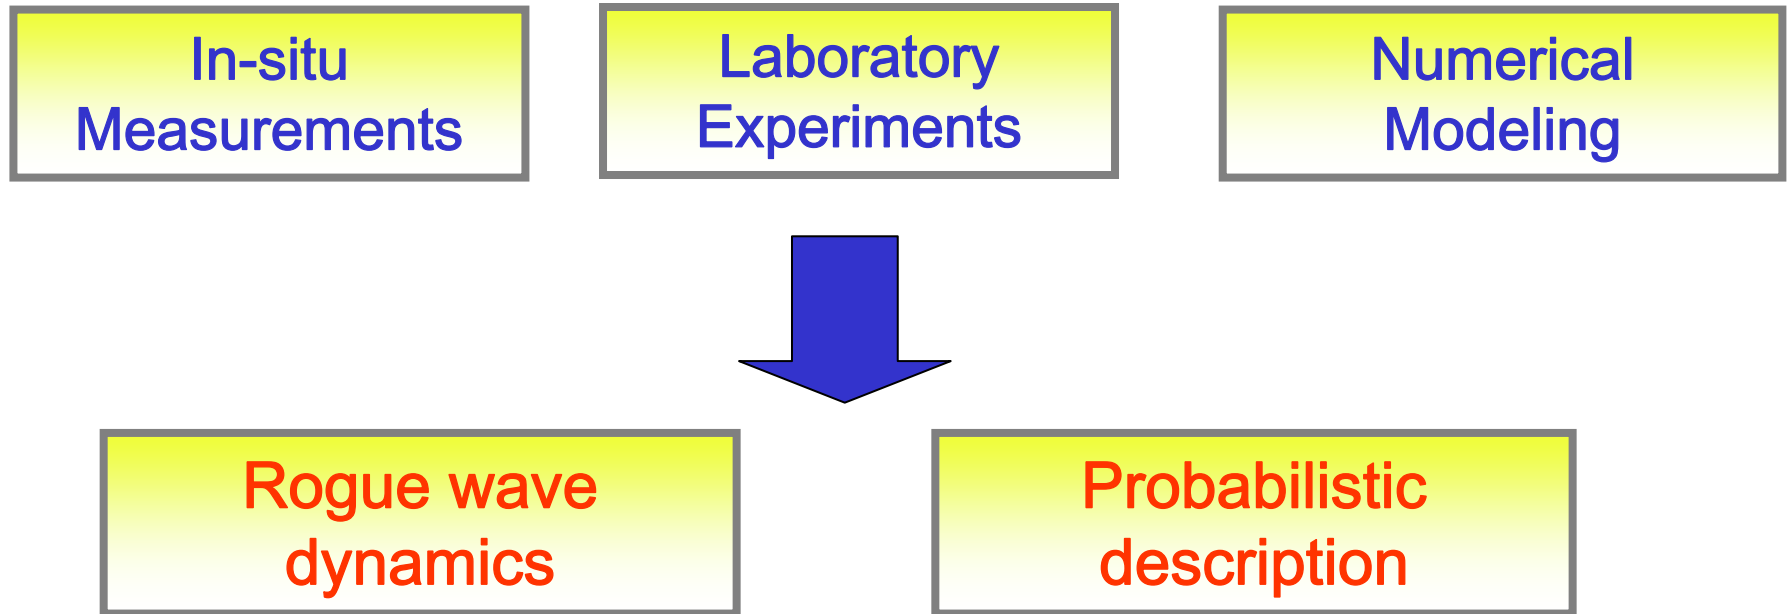 In-situ
Measurements
Laboratory
Experiments
Numerical
Modeling
Rogue wave
dynamics
Probabilistic
description